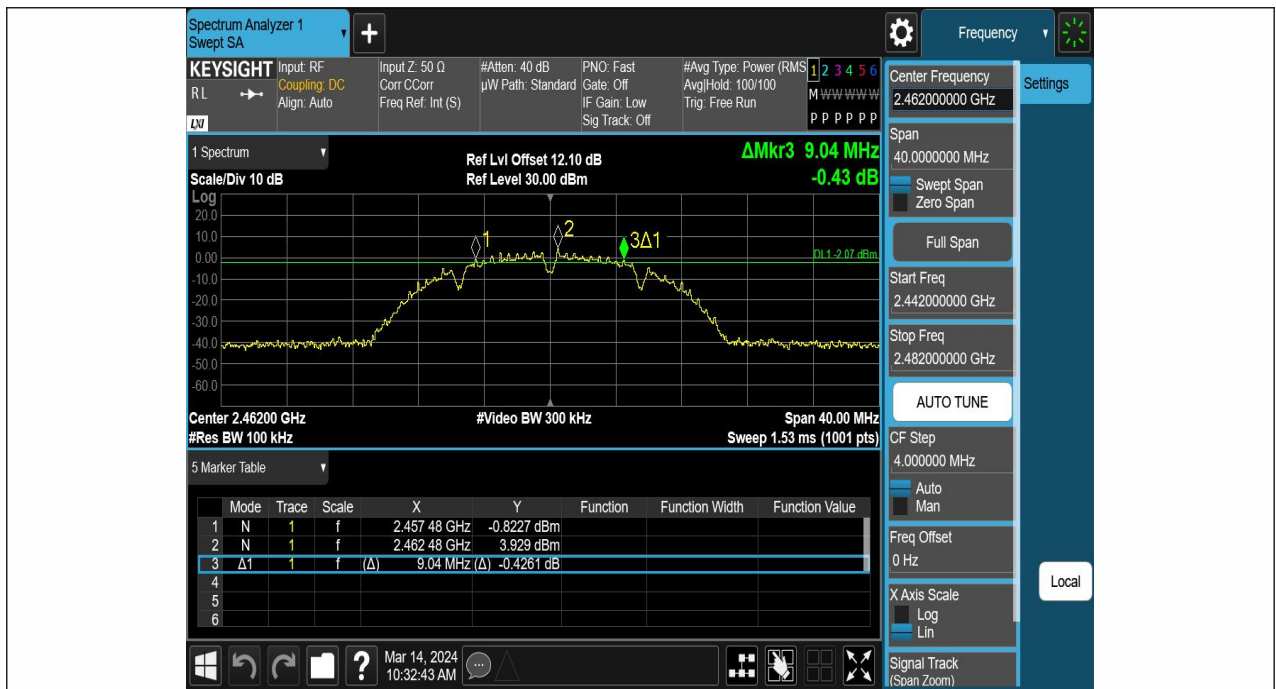 Spectrum Analyzer 1
Swept SA
▼
+
Frequency
▼
KEYSIGHT
Input: RF
Input Z: 50 Ω
#Atten: 40 dB
PNO: Fast
#Avg Type: Power (RMS
1 2 3 4 5 6
R L
Coupling: DC
Corr CCorr
µW Path: Standard
Gate: Off
Avg|Hold: 100/100
M W W W W W
Align: Auto
Freq Ref: Int (S)
IF Gain: Low
Trig: Free Run
LXI
Sig Track: Off
P P P P P P
1 Spectrum
▼
Ref Lvl Offset 12.10 dB
ΔMkr3 9.04 MHz
Scale/Div 10 dB
Ref Level 30.00 dBm
-0.43 dB
Log
20.0
10.0
0.00
-10.0
-20.0
-30.0
-40.0
-50.0
-60.0
1
2
3Δ1
DL1 -2.07 dBm
Center 2.46200 GHz
#Video BW 300 kHz
Span 40.00 MHz
#Res BW 100 kHz
Sweep 1.53 ms (1001 pts)
5 Marker Table
▼
Mode Trace Scale X Y Function Function Width Function Value
1 N 1 f 2.457 48 GHz -0.8227 dBm
2 N 1 f 2.462 48 GHz 3.929 dBm
3 Δ1 1 f (Δ) 9.04 MHz (Δ) -0.4261 dB
4
5
6
?
Mar 14, 2024
10:32:43 AM
Center Frequency
2.462000000 GHz
Settings
Span
40.0000000 MHz
Swept Span
Zero Span
Full Span
Start Freq
2.442000000 GHz
Stop Freq
2.482000000 GHz
AUTO TUNE
CF Step
4.000000 MHz
Auto
Man
Freq Offset
0 Hz
Local
X Axis Scale
Log
Lin
Signal Track
(Span Zoom)